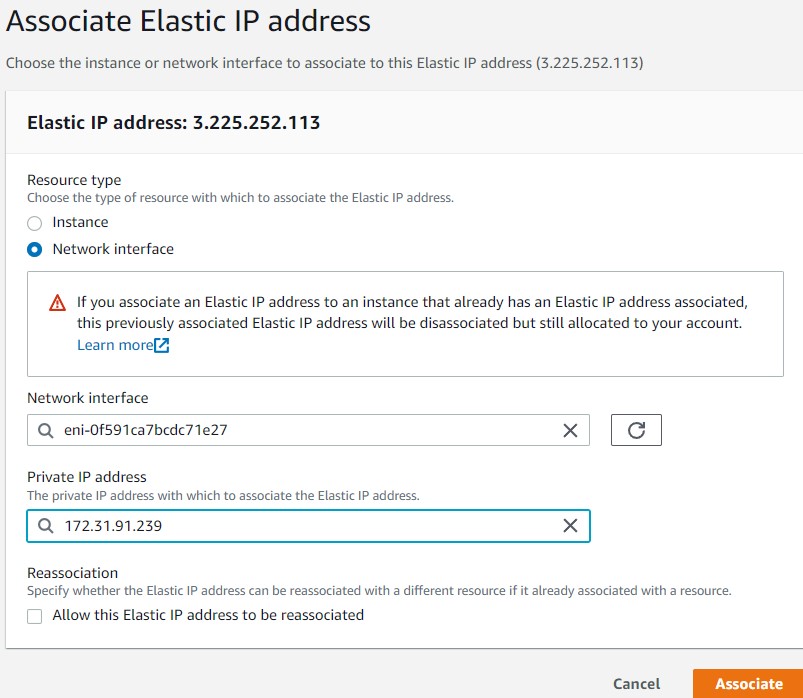 Associate Elastic IP address
Choose the instance or network interface to associate to this Elastic IP address (3.225.252.113)
Elastic IP address: 3.225.252.113
Resource type
Choose the type of resource with which to associate the Elastic IP address.
Instance
Network interface
If you associate an Elastic IP address to an instance that already has an Elastic IP address associated,
this previously associated Elastic IP address will be disassociated but still allocated to your account.
Learn more
Network interface
eni-0f591ca7bcdc71e27
Private IP address
The private IP address with which to associate the Elastic IP address.
172.31.91.239
Reassociation
Specify whether the Elastic IP address can be reassociated with a different resource if it already associated with a resource.
Allow this Elastic IP address to be reassociated
Cancel Associate